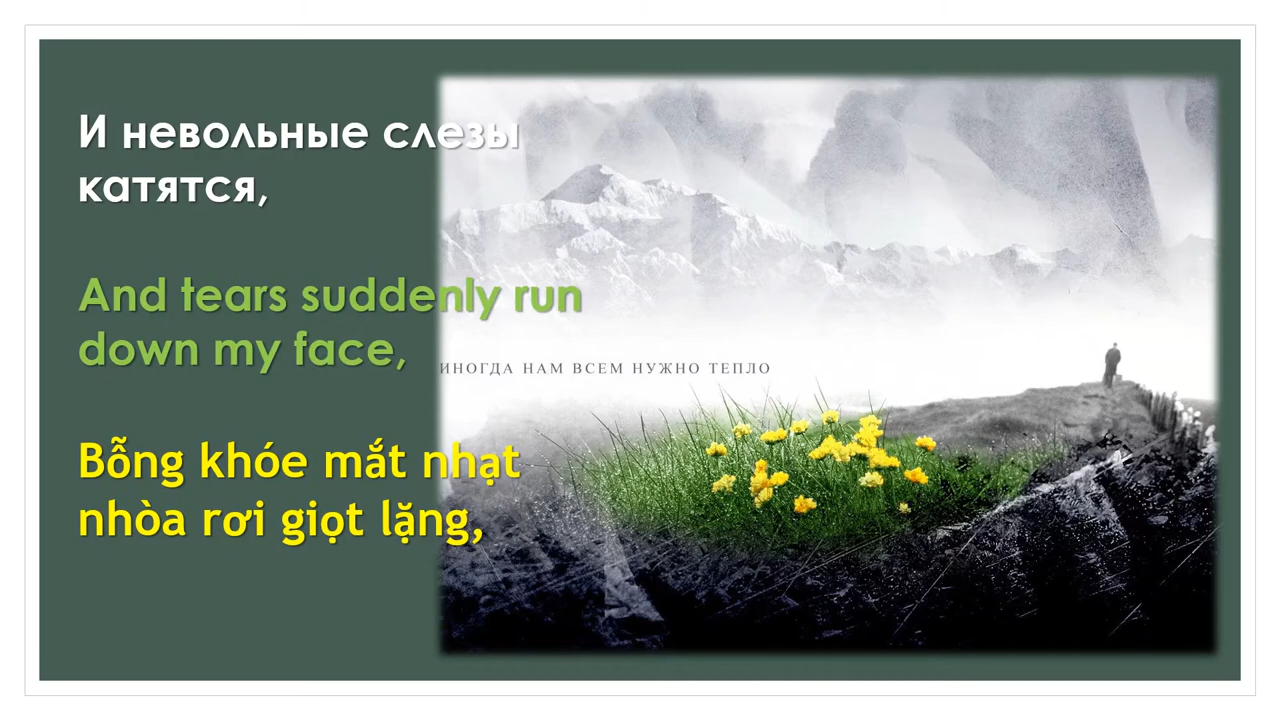 И невольные слезы
катятся,
And tears suddenly run
down my face,
ИНОГДА НАМ ВСЕМ НУЖНО ТЕПЛО
Bỗng khóe mắt nhạt
nhòa rơi giọt lặng,